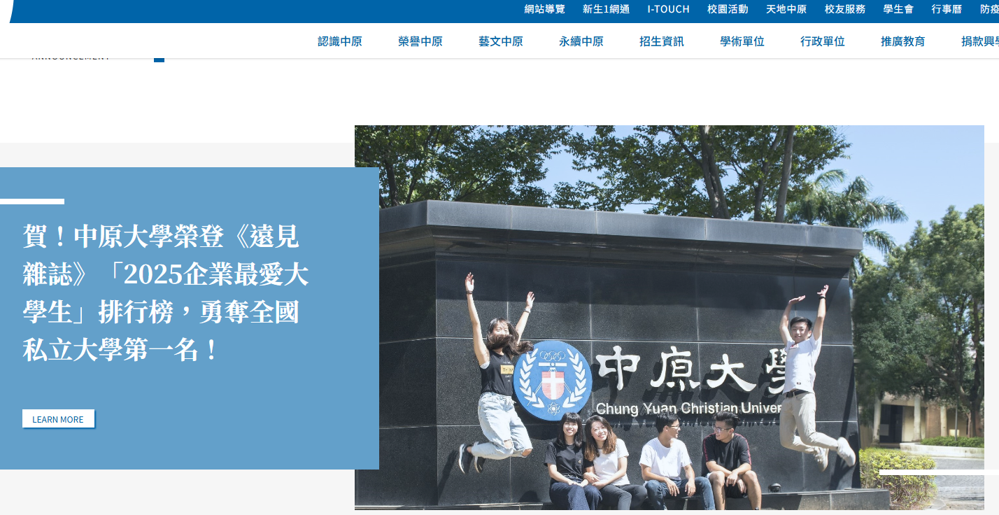 網站導覽 新生1網通 I-TOUCH 校園活動 天地中原 校友服務 學生會 行事曆 防疫
認識中原 榮譽中原 藝文中原 永續中原 招生資訊 學術單位 行政單位 推廣教育 捐款興學
ANNOUNCEMENT
賀！中原大學榮登《遠見
雜誌》「2025企業最愛大
學生」排行榜，勇奪全國
私立大學第一名！
LEARN MORE
中原大學
Chung Yuan Christian Univer